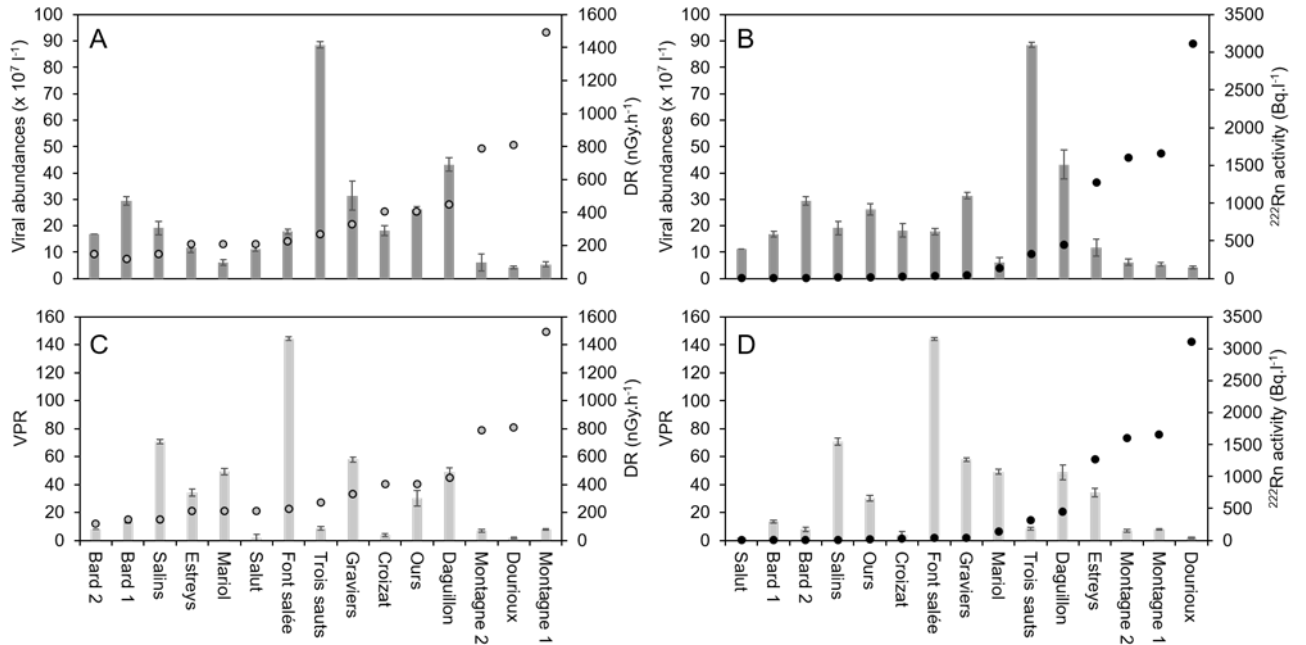 A
Viral abundances (x 10⁷ l⁻¹)
100
90
80
70
60
50
40
30
20
10
0
1600
1400
1200
1000
800
600
400
200
0
DR (nGy.h⁻¹)
B
Viral abundances (x 10⁷ l⁻¹)
100
90
80
70
60
50
40
30
20
10
0
3500
3000
2500
2000
1500
1000
500
0
²²²Rn activity (Bq.l⁻¹)
C
VPR
160
140
120
100
80
60
40
20
0
1600
1400
1200
1000
800
600
400
200
0
DR (nGy.h⁻¹)
Bard 2
Bard 1
Salins
Estreys
Mariol
Salut
Font salée
Trois sauts
Graviers
Croizat
Ours
Daguillon
Montagne 2
Dourioux
Montagne 1
D
VPR
160
140
120
100
80
60
40
20
0
3500
3000
2500
2000
1500
1000
500
0
²²²Rn activity (Bq.l⁻¹)
Salut
Bard 1
Bard 2
Salins
Ours
Croizat
Font salée
Graviers
Mariol
Trois sauts
Daguillon
Estreys
Montagne 2
Montagne 1
Dourioux